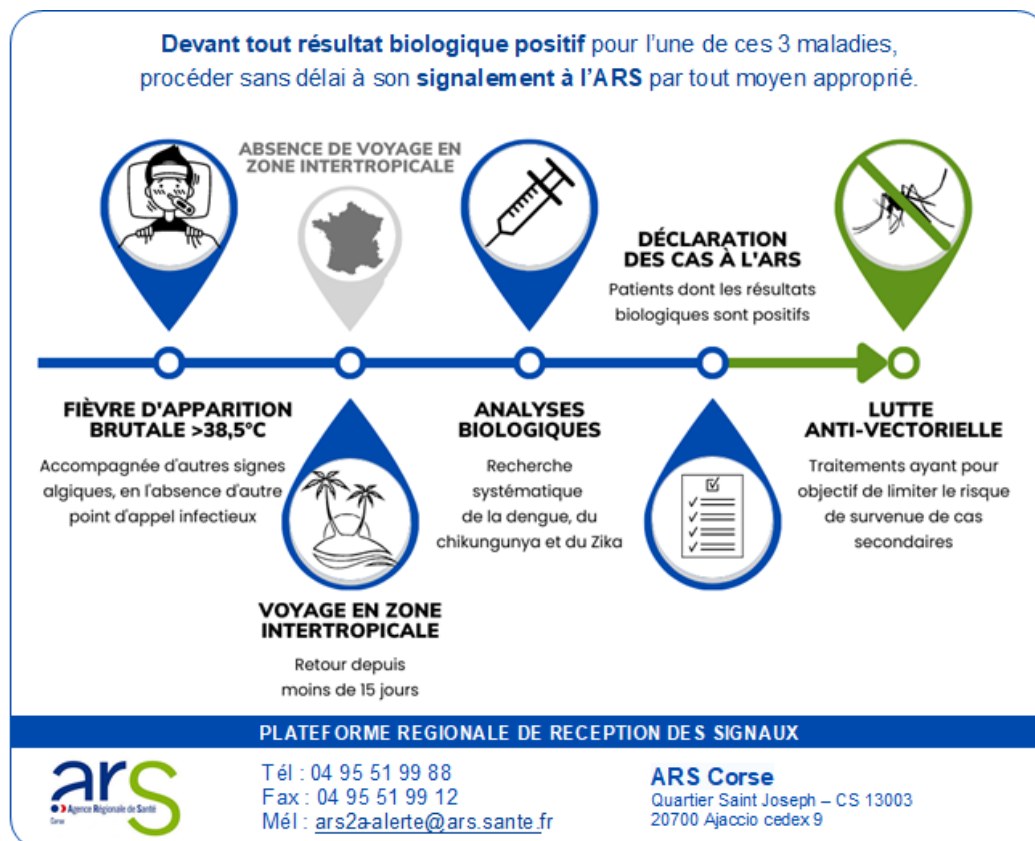 Devant tout résultat biologique positif pour l'une de ces 3 maladies,
procéder sans délai à son signalement à l'ARS par tout moyen approprié.
ABSENCE DE VOYAGE EN
ZONE INTERTROPICALE
DÉCLARATION
DES CAS À L'ARS
Patients dont les résultats
biologiques sont positifs
FIÈVRE D'APPARITION
BRUTALE >38,5°C
Accompagnée d'autres signes
algiques, en l'absence d'autre
point d'appel infectieux
VOYAGE EN ZONE
INTERTROPICALE
Retour depuis
moins de 15 jours
ANALYSES
BIOLOGIQUES
Recherche
systématique
de la dengue, du
chikungunya et du Zika
LUTTE
ANTI-VECTORIELLE
Traitements ayant pour
objectif de limiter le risque
de survenue de cas
secondaires
PLATEFORME REGIONALE DE RECEPTION DES SIGNAUX
ars
Agence Régionale de Santé
Corse
Tél : 04 95 51 99 88
Fax : 04 95 51 99 12
Mél : ars2a-alerte@ars.sante.fr
ARS Corse
Quartier Saint Joseph – CS 13003
20700 Ajaccio cedex 9